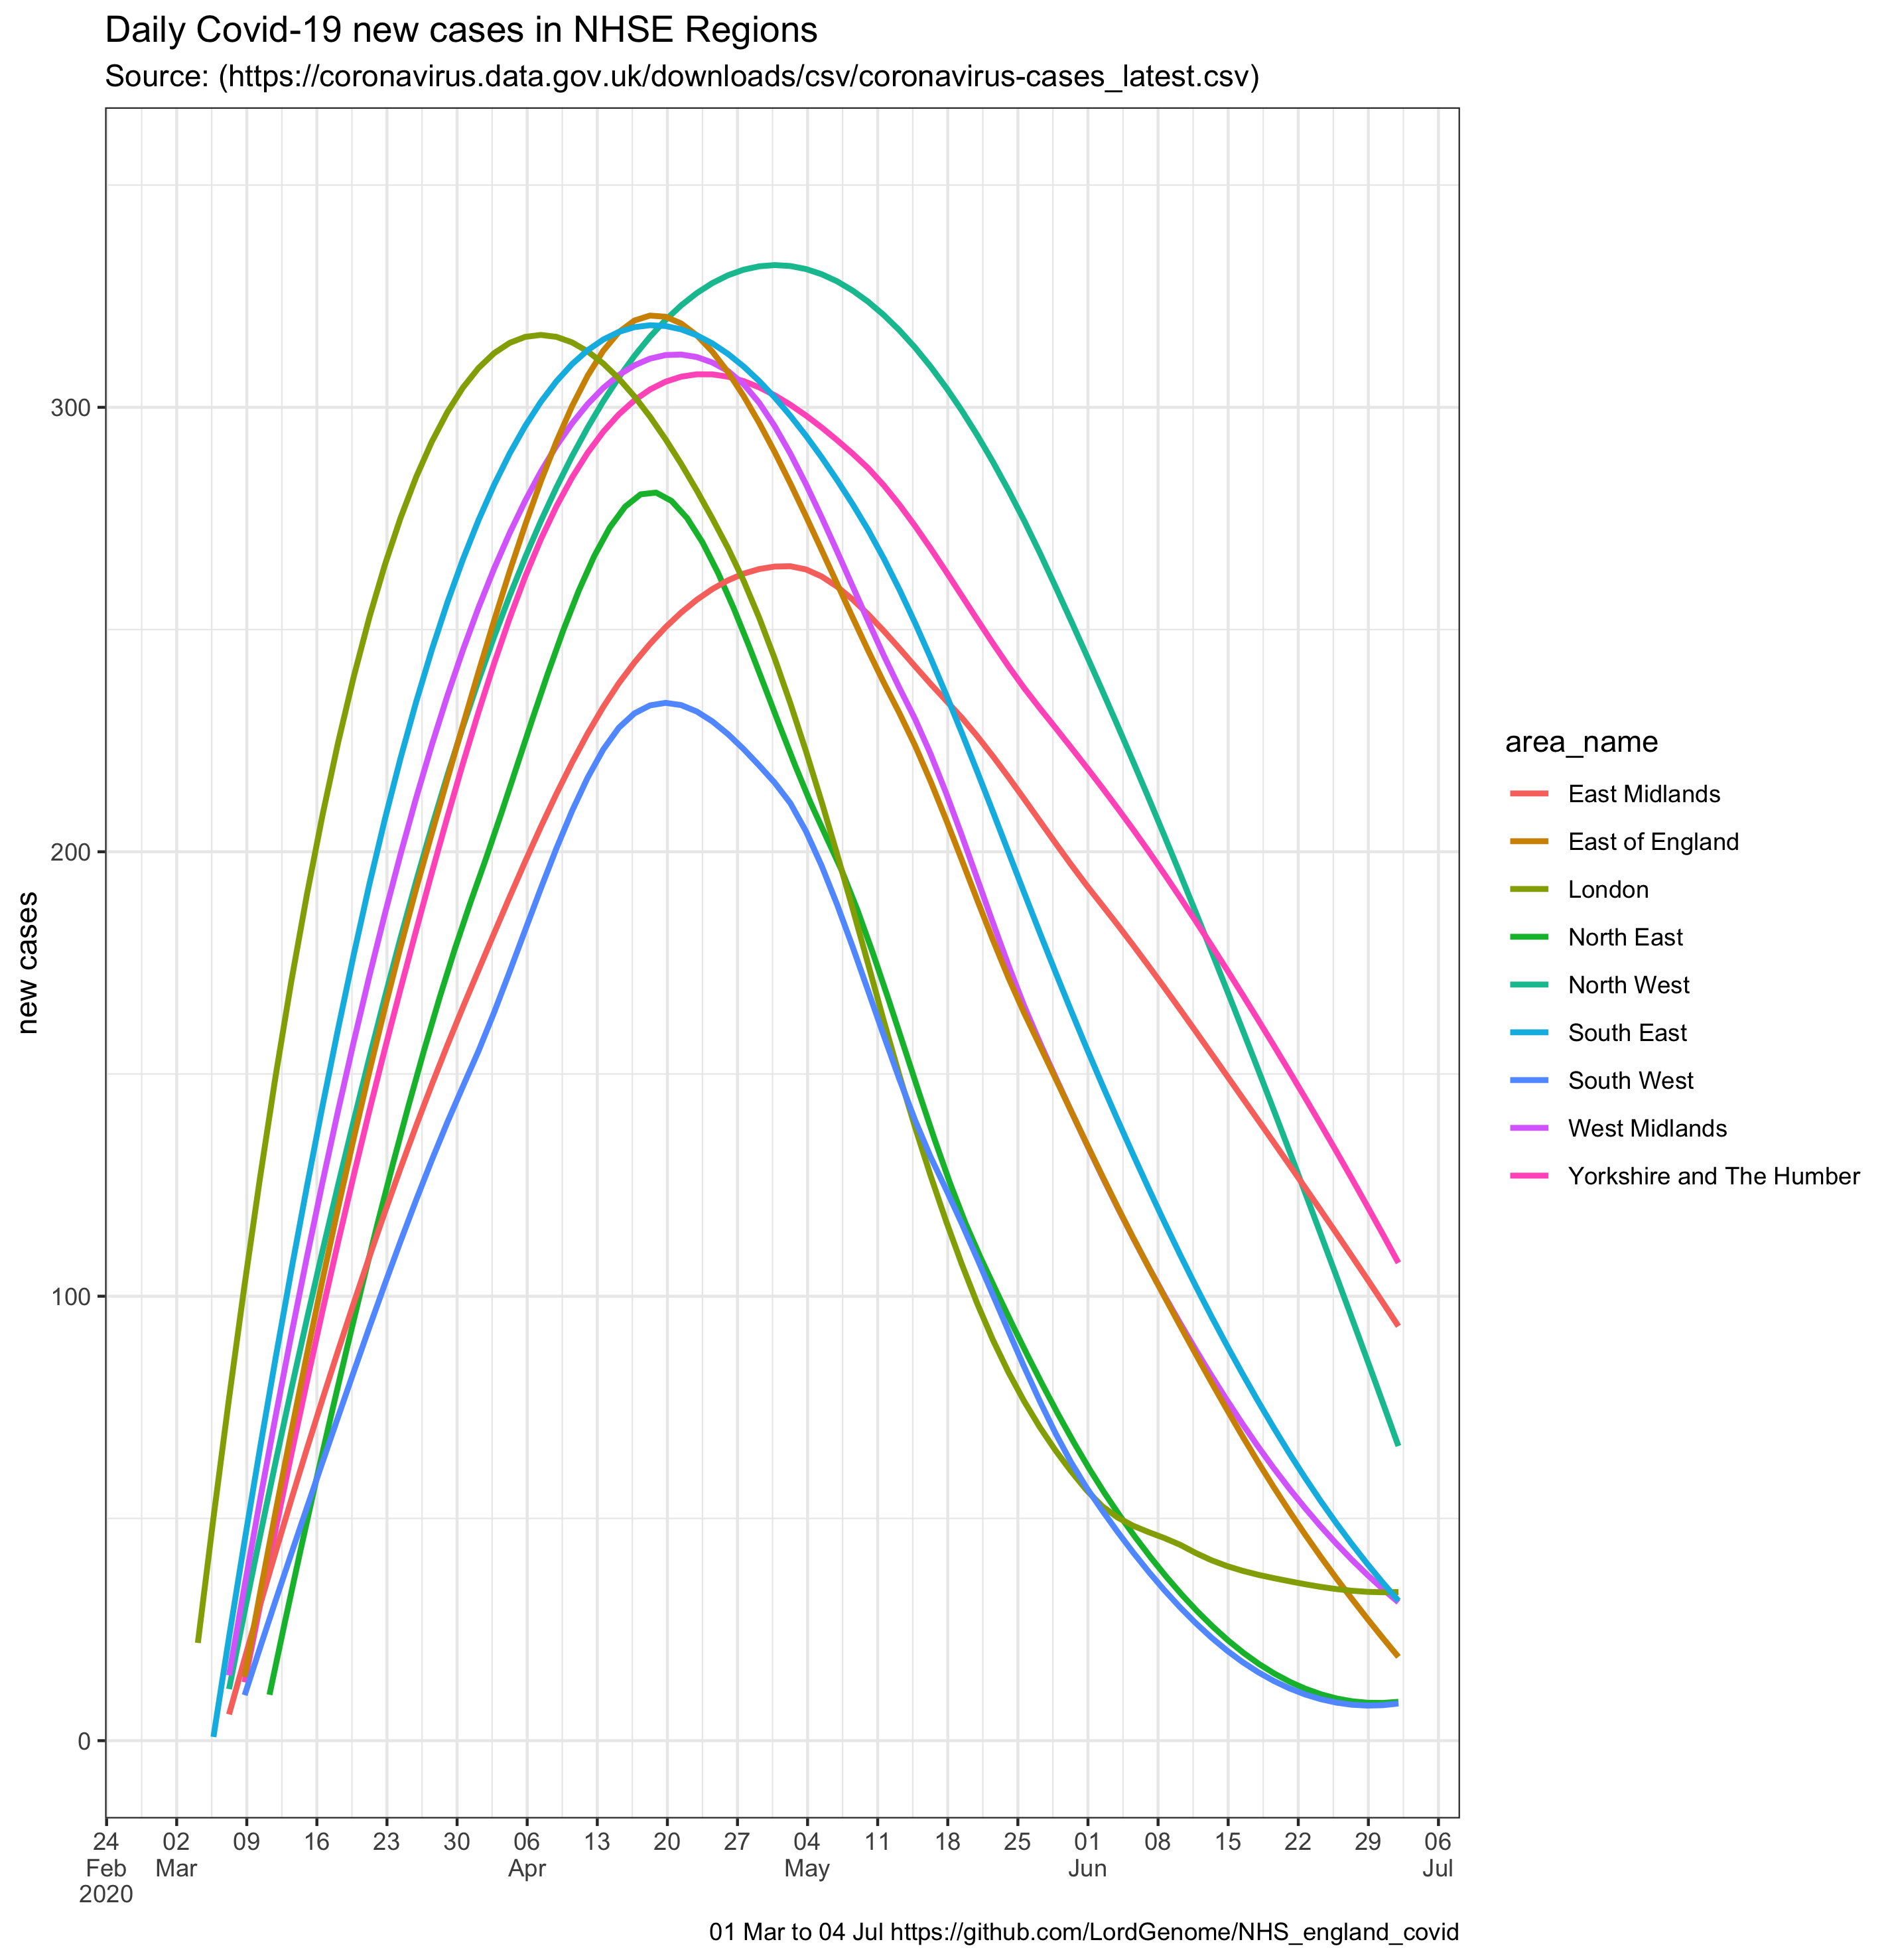 Daily Covid-19 new cases in NHSE Regions
Source: (https://coronavirus.data.gov.uk/downloads/csv/coronavirus-cases_latest.csv)
new cases
300
200
100
0
24 02 09 16 23 30 06 13 20 27 04 11 18 25 01 08 15 22 29 06
Feb Mar Apr May Jun Jul
2020
area_name
East Midlands
East of England
London
North East
North West
South East
South West
West Midlands
Yorkshire and The Humber
01 Mar to 04 Jul https://github.com/LordGenome/NHS_england_covid